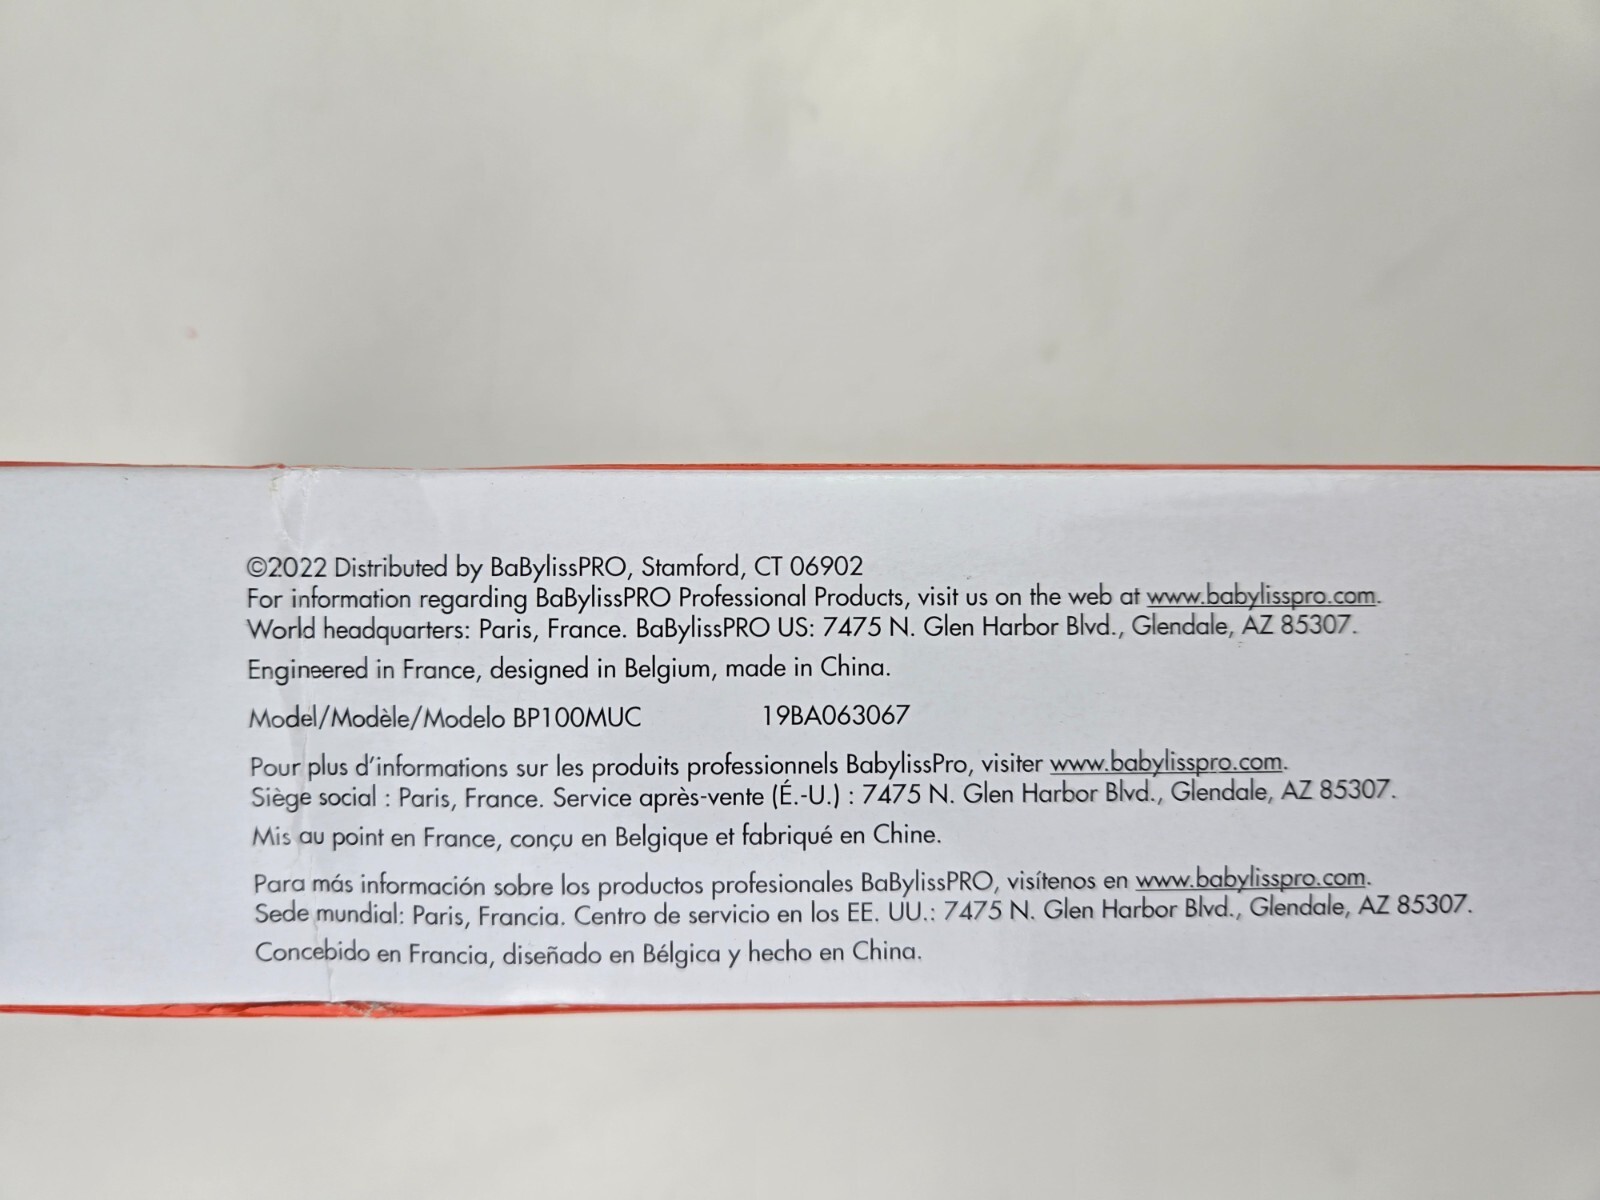 ©2022 Distributed by BaBylissPRO, Stamford, CT 06902
For information regarding BaBylissPRO Professional Products, visit us on the web at www.babylisspro.com.
World headquarters: Paris, France. BaBylissPRO US: 7475 N. Glen Harbor Blvd., Glendale, AZ 85307.
Engineered in France, designed in Belgium, made in China.
Model/Modèle/Modelo BP100MUC 19BA063067
Pour plus d'informations sur les produits professionnels BabylissPro, visiter www.babylisspro.com.
Siège social : Paris, France. Service après-vente (É.-U.) : 7475 N. Glen Harbor Blvd., Glendale, AZ 85307.
Mis au point en France, conçu en Belgique et fabriqué en Chine.
Para más información sobre los productos profesionales BaBylissPRO, visítenos en www.babylisspro.com.
Sede mundial: Paris, Francia. Centro de servicio en los EE. UU.: 7475 N. Glen Harbor Blvd., Glendale, AZ 85307.
Concebido en Francia, diseñado en Bélgica y hecho en China.